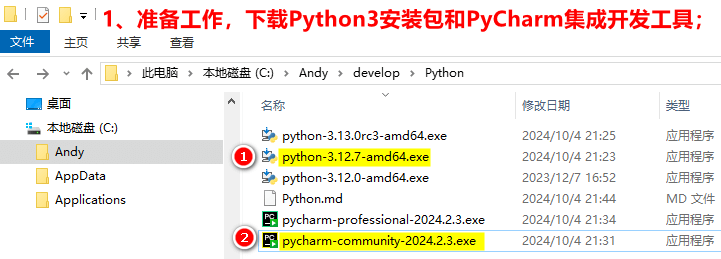 1、准备工作，下载Python3安装包和PyCharm集成开发工具；
文件 主页 共享 查看
此电脑 本地磁盘 (C:) Andy develop Python
桌面
本地磁盘 (C:)
Andy
AppData
Applications
名称 修改日期 类型
python-3.13.0rc3-amd64.exe 2024/10/4 21:25 应用程序
1 python-3.12.7-amd64.exe 2024/10/4 21:23 应用程序
python-3.12.0-amd64.exe 2023/12/7 16:52 应用程序
Python.md 2024/10/4 21:44 MD 文件
PC pycharm-professional-2024.2.3.exe 2024/10/4 21:34 应用程序
2 PC pycharm-community-2024.2.3.exe 2024/10/4 21:31 应用程序